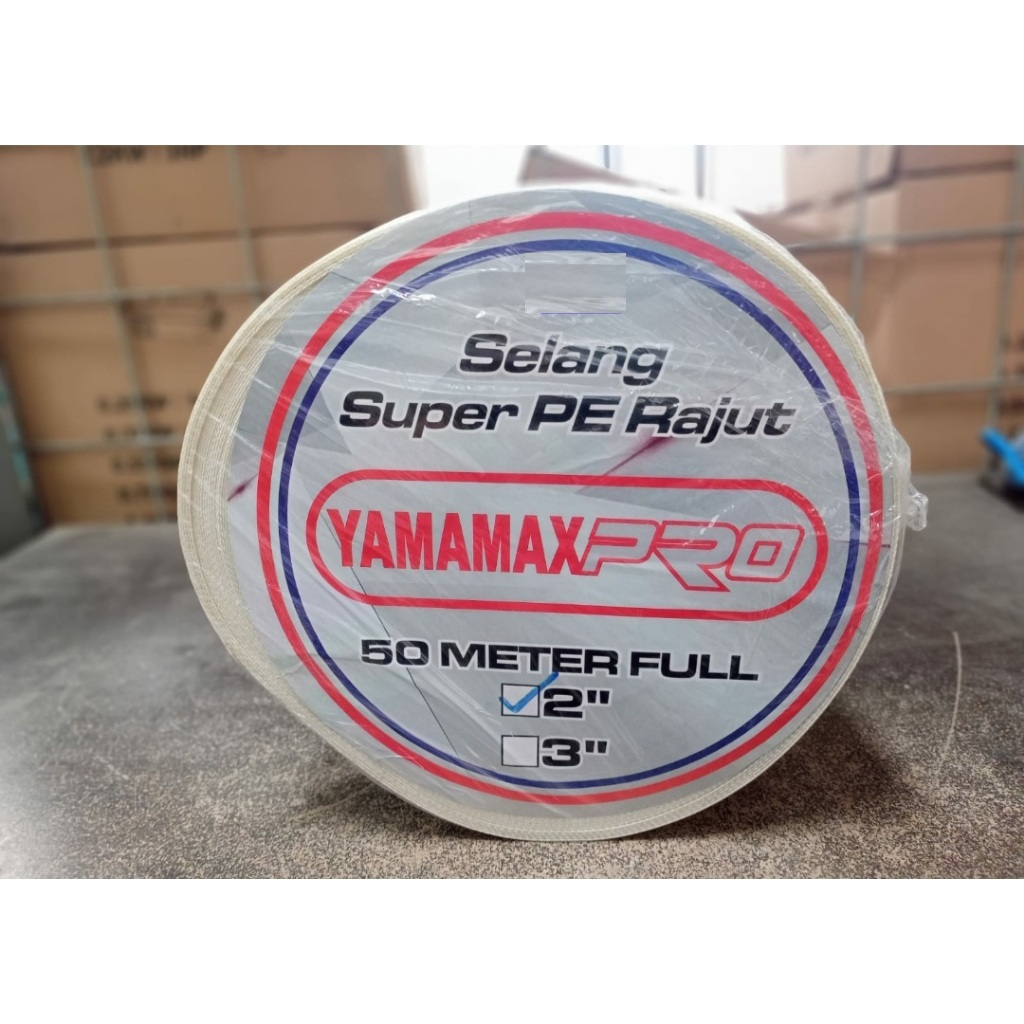 Selang
Super PE Rajut
YAMAMAXPRO
50 METER FULL
2"
3"